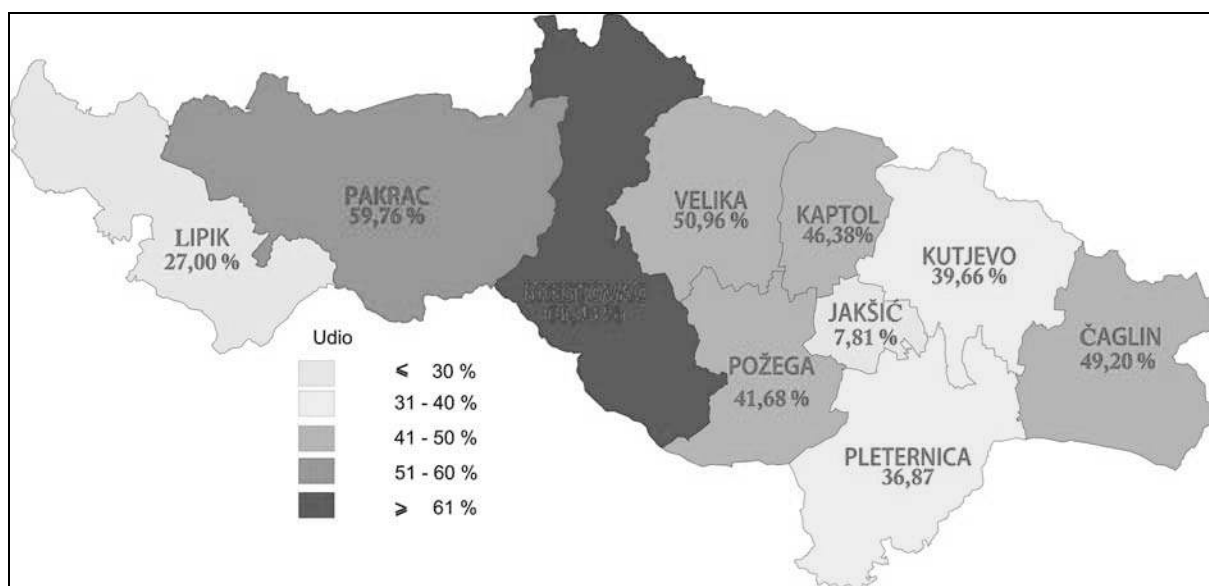 PAKRAC
59,76 %
LIPIK
27,00 %
VELIKA
50,96 %
KAPTOL
46,38%
KUTJEVO
39,66 %
JAKŠIĆ
7,81 %
ČAGLIN
49,20 %
POŽEGA
41,68 %
PLETERNICA
36,87
Udio
⩽ 30 %
31 - 40 %
41 - 50 %
51 - 60 %
⩾ 61 %